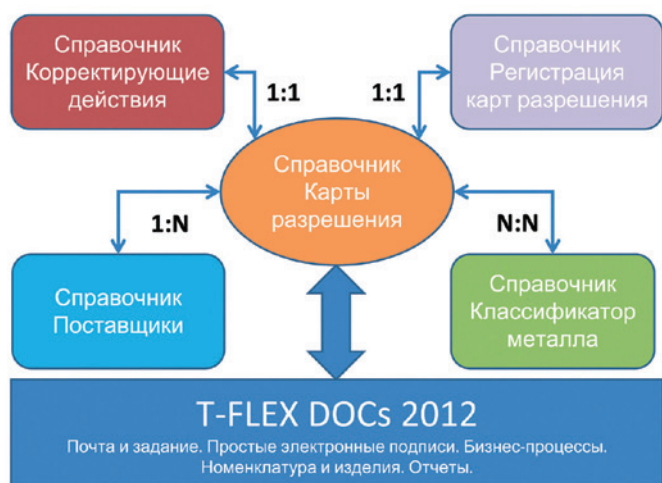 Справочник
Корректирующие
действия
1:1
1:1
Справочник
Регистрация
карт разрешения
Справочник
Карты
разрешения
1:N
N:N
Справочник
Поставщики
Справочник
Классификатор
металла
T-FLEX DOCs 2012
Почта и задание. Простые электронные подписи. Бизнес-процессы.
Номенклатура и изделия. Отчеты.